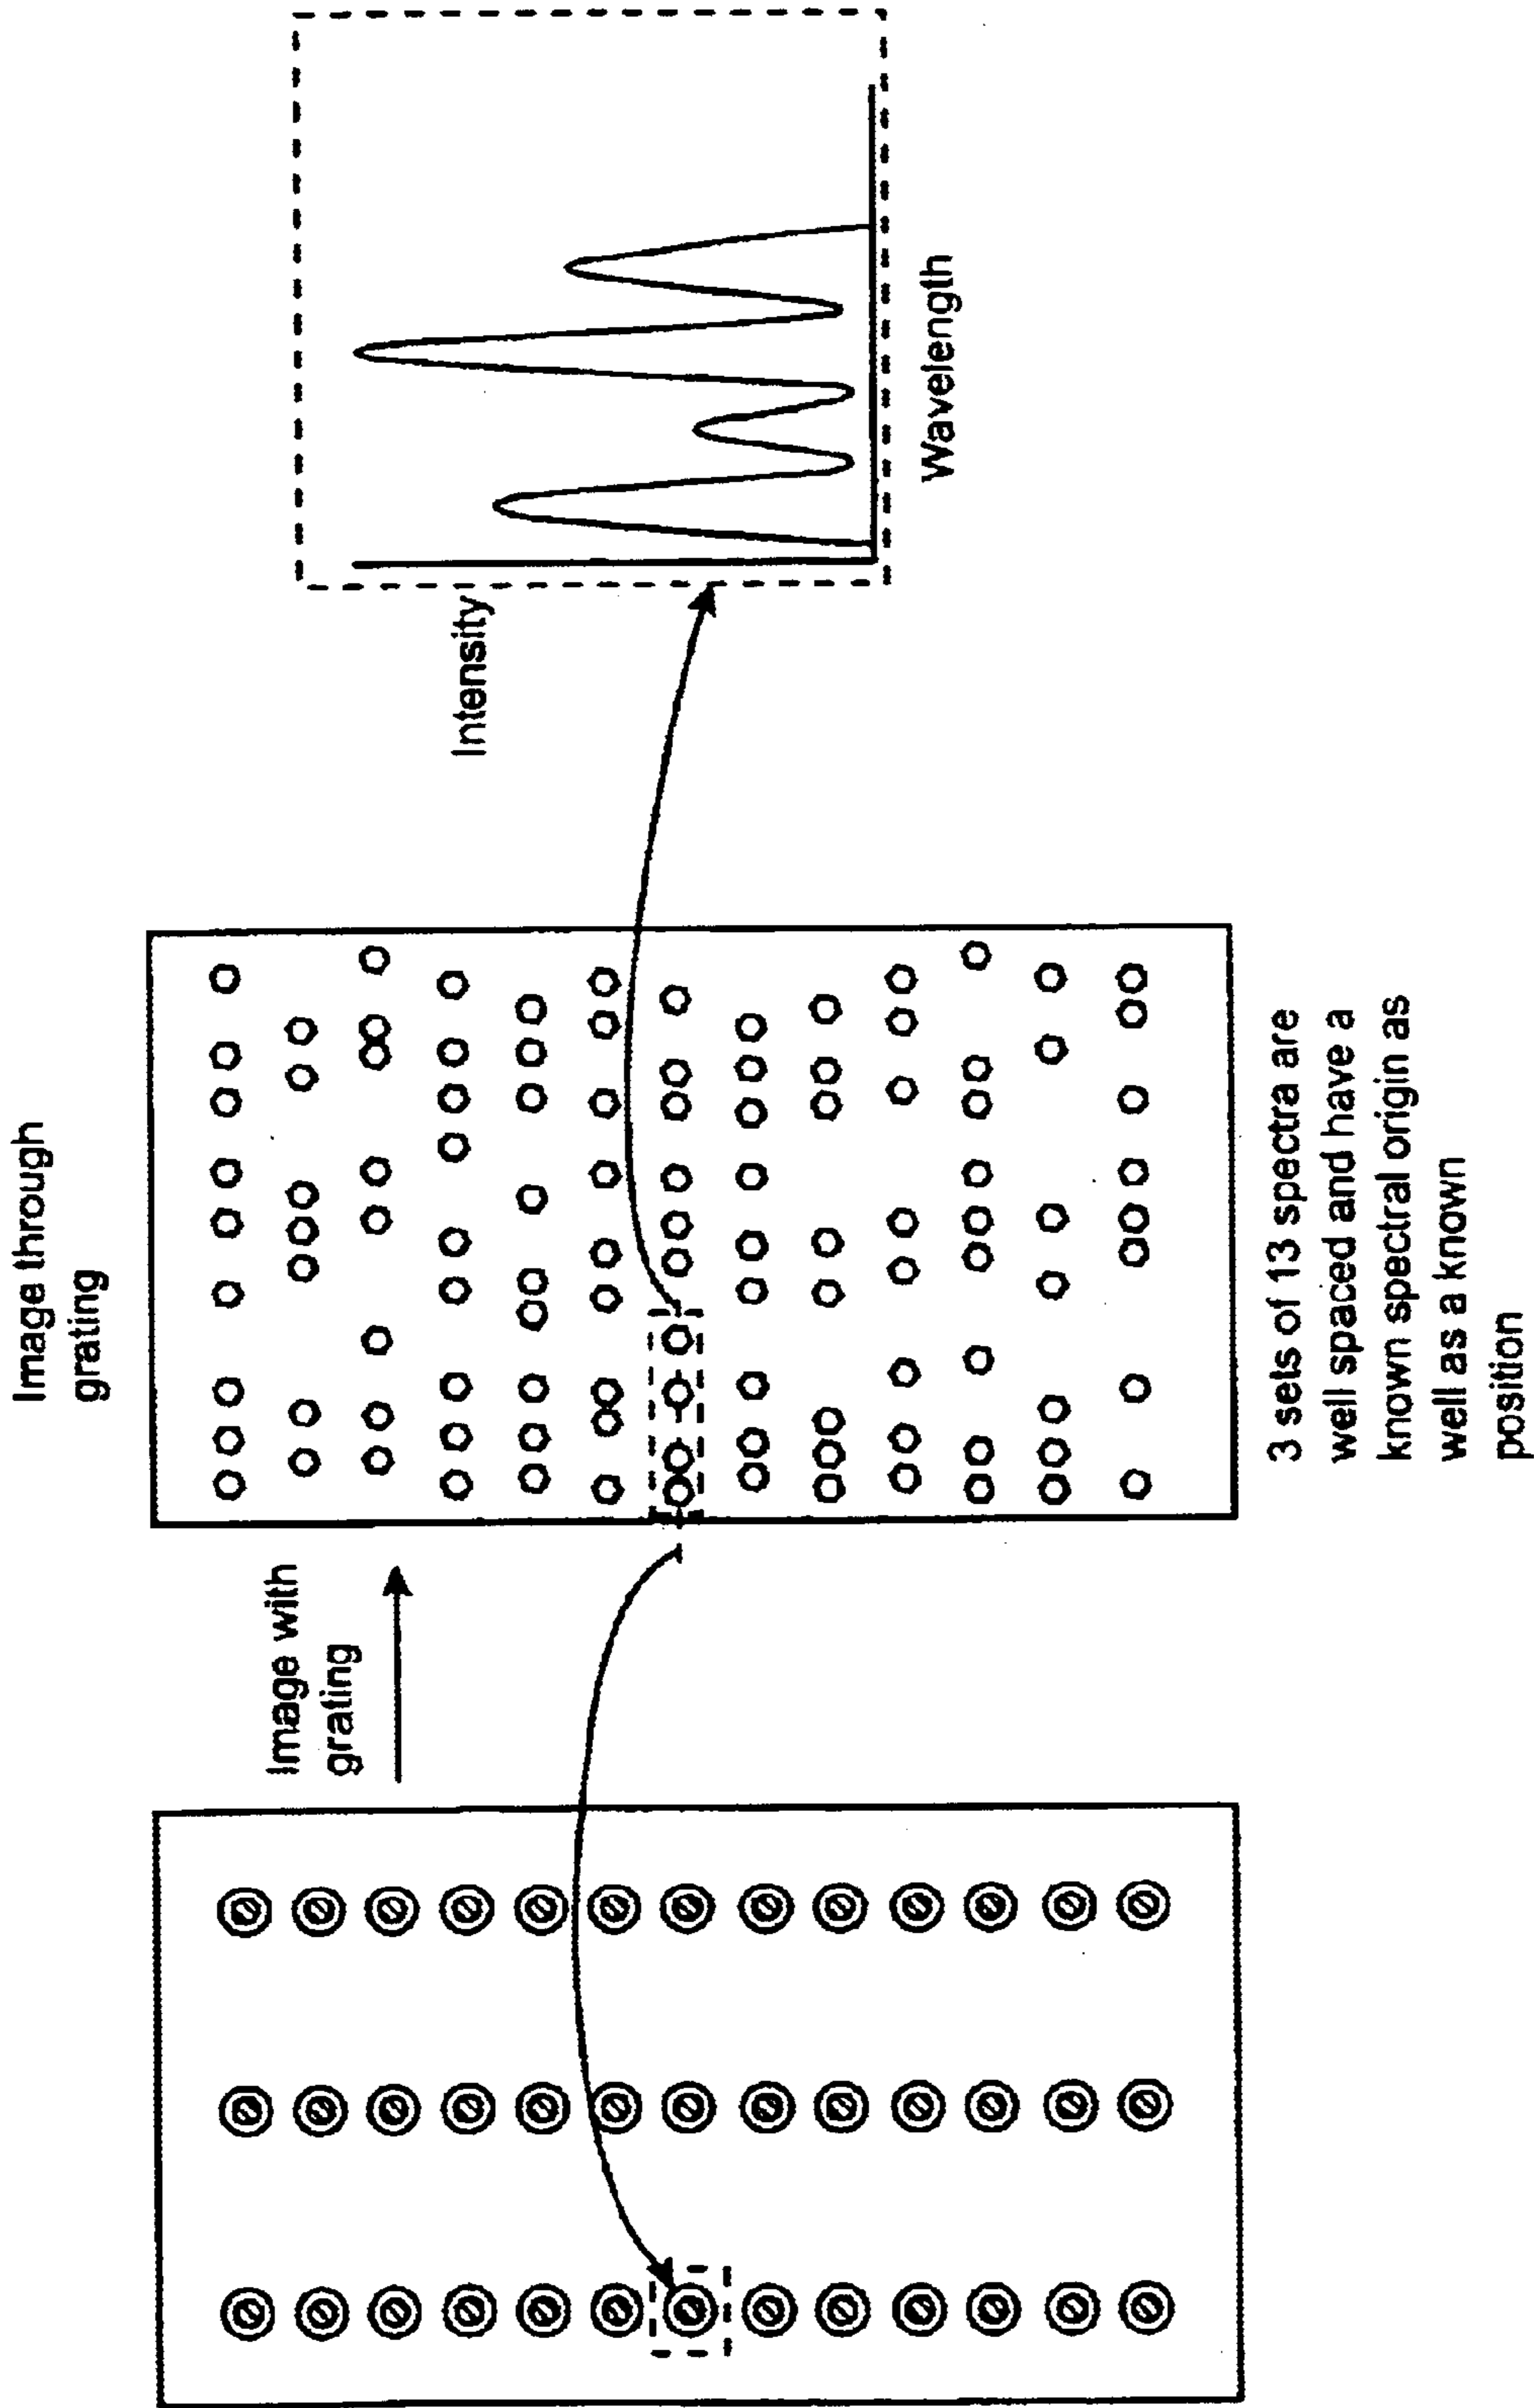 Image with
grating
Image through
grating
3 sets of 13 spectra are
well spaced and have a
known spectral origin as
well as a known
position
Intensity
Wavelength